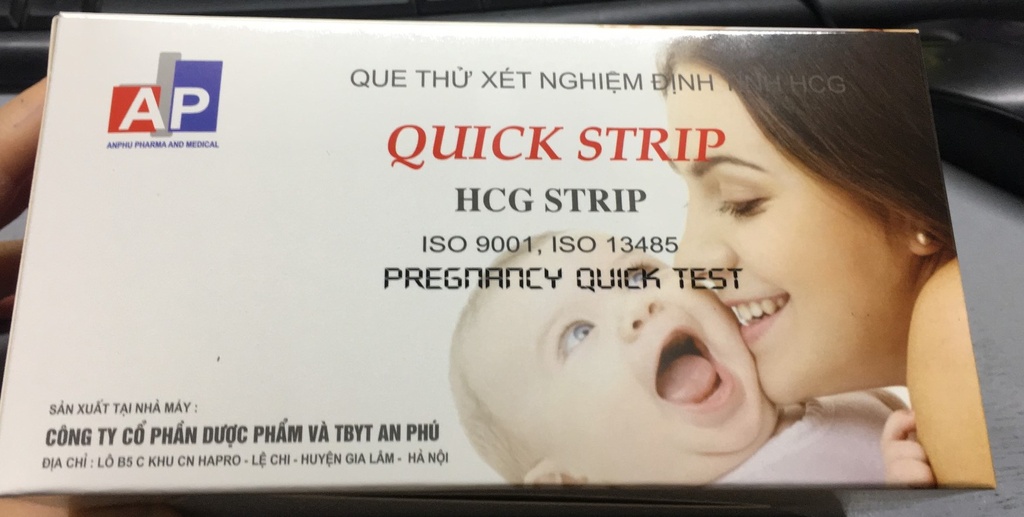 AP
ANPHU PHARMA AND MEDICAL
QUE THỬ XÉT NGHIỆM ĐỊNH TÍNH HCG
QUICK STRIP
HCG STRIP
ISO 9001, ISO 13485
PREGNANCY QUICK TEST
SẢN XUẤT TẠI NHÀ MÁY :
CÔNG TY CỔ PHẦN DƯỢC PHẨM VÀ TBYT AN PHÚ
ĐỊA CHỈ : LÔ B5 C KHU CN HAPRO - LỆ CHI - HUYỆN GIA LÂM - HÀ NỘI